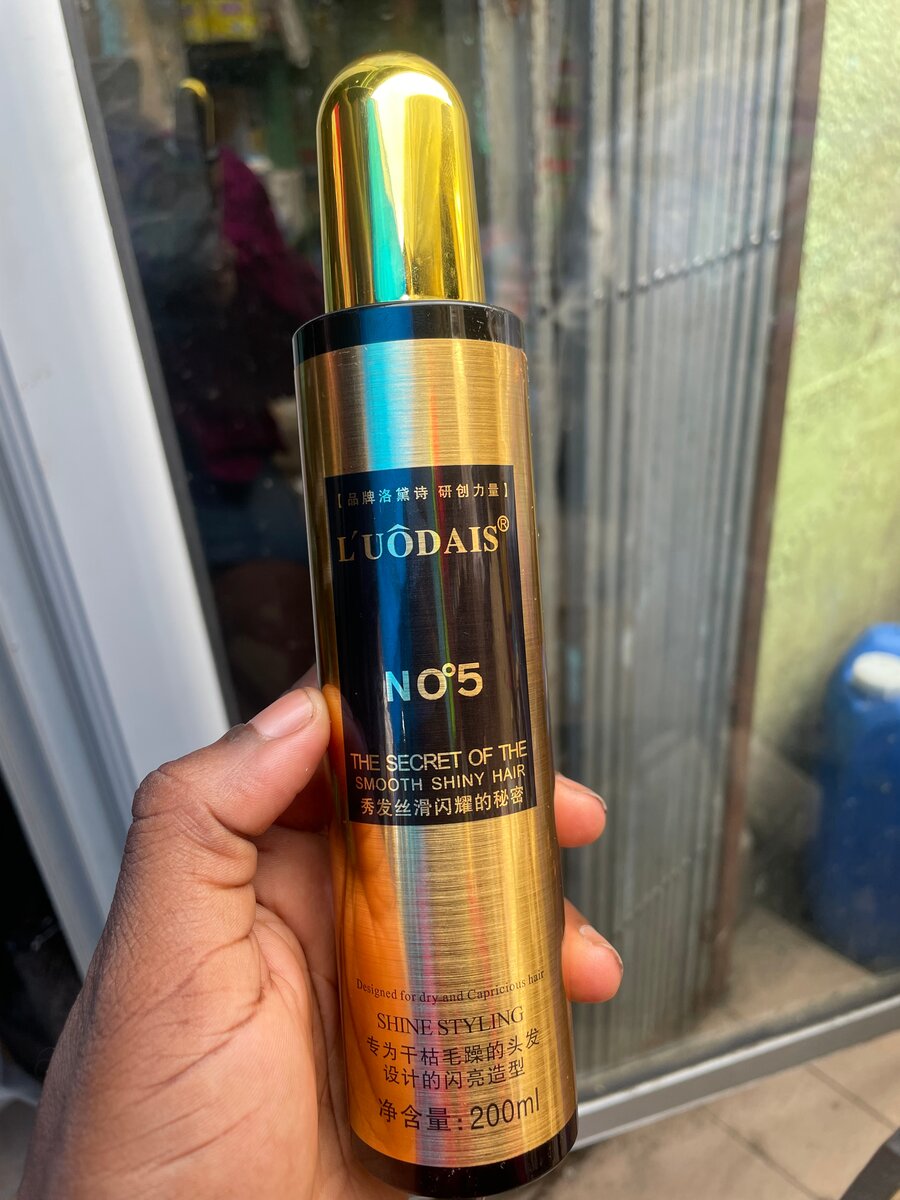 【品牌洛黛诗 研创力量】
L'UÔDAIS®
NO°5
THE SECRET OF THE
SMOOTH SHINY HAIR
秀发丝滑闪耀的秘密
Designed for dry and Capricious hair
SHINE STYLING
专为干枯毛躁的头发
设计的闪亮造型
净含量:200ml